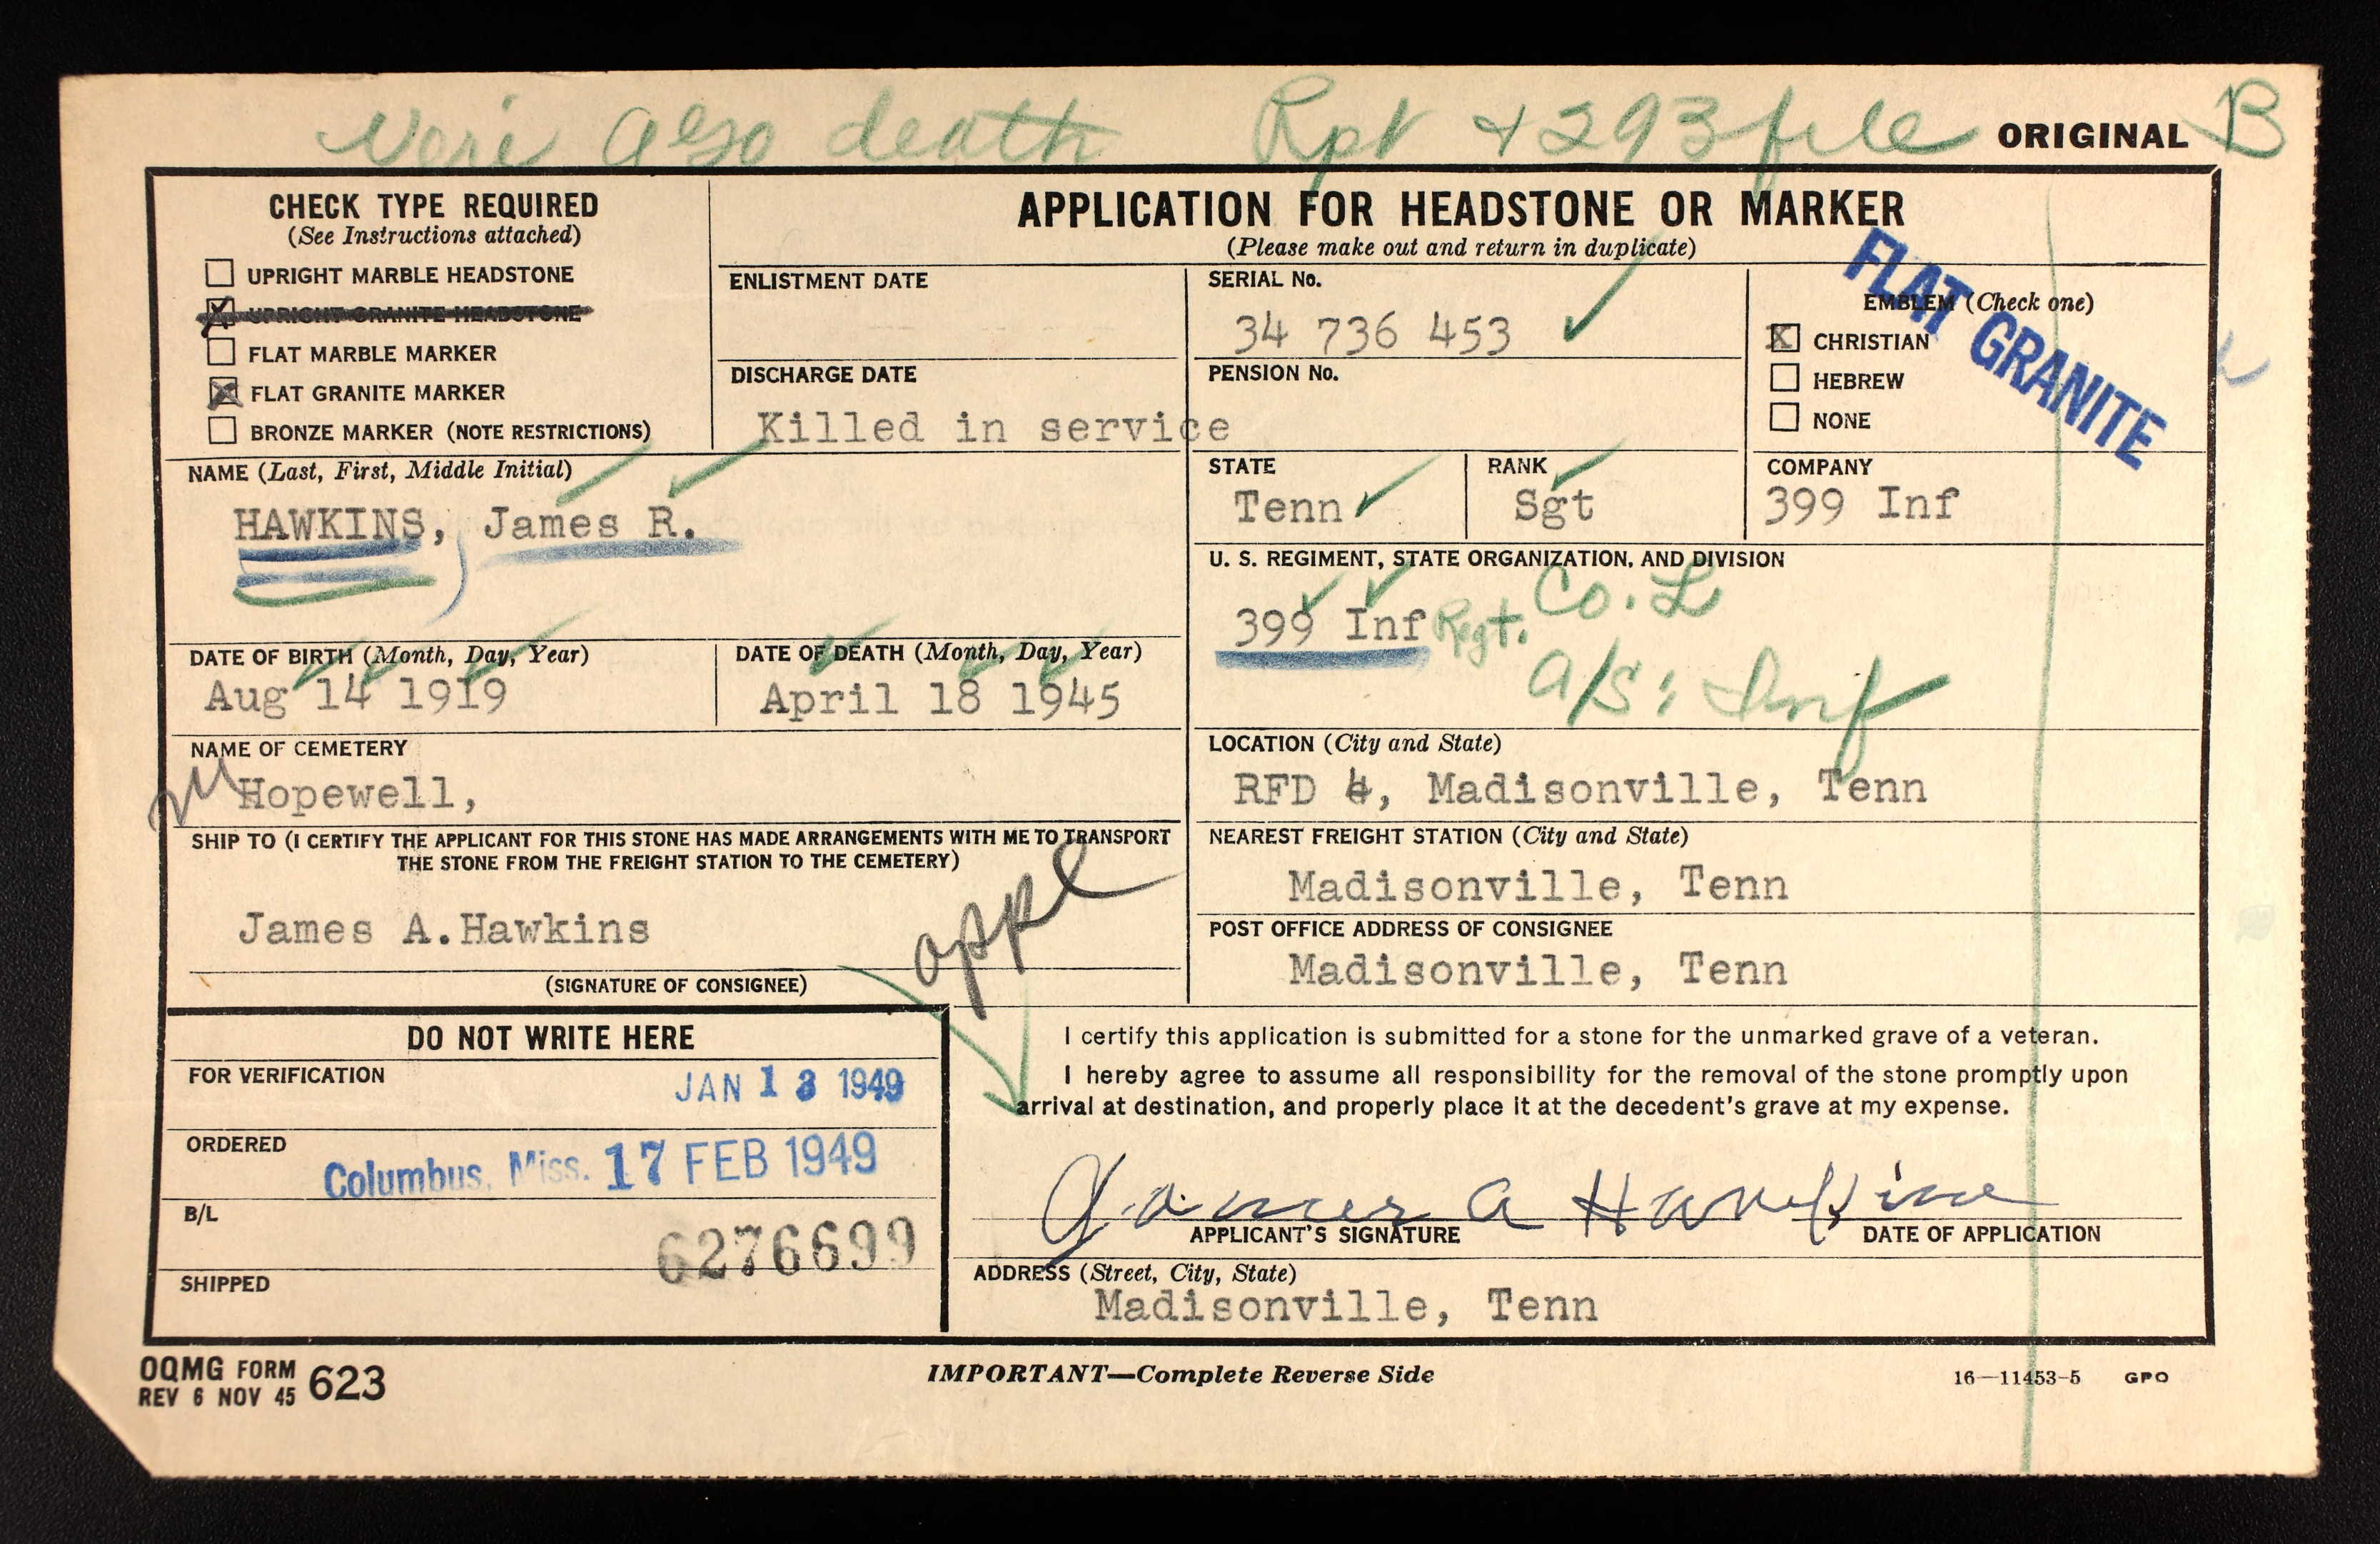 Veri Also death Rpt + 293 file ORIGINAL B
CHECK TYPE REQUIRED
(See Instructions attached)
UPRIGHT MARBLE HEADSTONE
UPRIGHT GRANITE HEADSTONE
FLAT MARBLE MARKER
X FLAT GRANITE MARKER
BRONZE MARKER (NOTE RESTRICTIONS)
APPLICATION FOR HEADSTONE OR MARKER
(Please make out and return in duplicate)
ENLISTMENT DATE
DISCHARGE DATE
Killed in service
SERIAL No.
34 736 453
PENSION No.
EMBLEM (Check one)
X CHRISTIAN
HEBREW
NONE
FLAT GRANITE
NAME (Last, First, Middle Initial)
HAWKINS, James R.
STATE
Tenn
RANK
Sgt
COMPANY
399 Inf
U. S. REGIMENT, STATE ORGANIZATION, AND DIVISION
399 Inf Regt. Co. L
A/S: Inf
DATE OF BIRTH (Month, Day, Year)
Aug 14 1919
DATE OF DEATH (Month, Day, Year)
April 18 1945
NAME OF CEMETERY
Hopewell,
LOCATION (City and State)
RFD 4, Madisonville, Tenn
SHIP TO (I CERTIFY THE APPLICANT FOR THIS STONE HAS MADE ARRANGEMENTS WITH ME TO TRANSPORT
THE STONE FROM THE FREIGHT STATION TO THE CEMETERY)
James A.Hawkins
appl
(SIGNATURE OF CONSIGNEE)
NEAREST FREIGHT STATION (City and State)
Madisonville, Tenn
POST OFFICE ADDRESS OF CONSIGNEE
Madisonville, Tenn
DO NOT WRITE HERE
FOR VERIFICATION
JAN 13 1949
ORDERED
Columbus, Miss. 17 FEB 1949
B/L
6276699
SHIPPED
I certify this application is submitted for a stone for the unmarked grave of a veteran.
I hereby agree to assume all responsibility for the removal of the stone promptly upon
arrival at destination, and properly place it at the decedent's grave at my expense.
James A Hawkins
APPLICANT'S SIGNATURE DATE OF APPLICATION
ADDRESS (Street, City, State)
Madisonville, Tenn
OQMG FORM 623
REV 6 NOV 45
IMPORTANT—Complete Reverse Side
16—11453-5 GPO